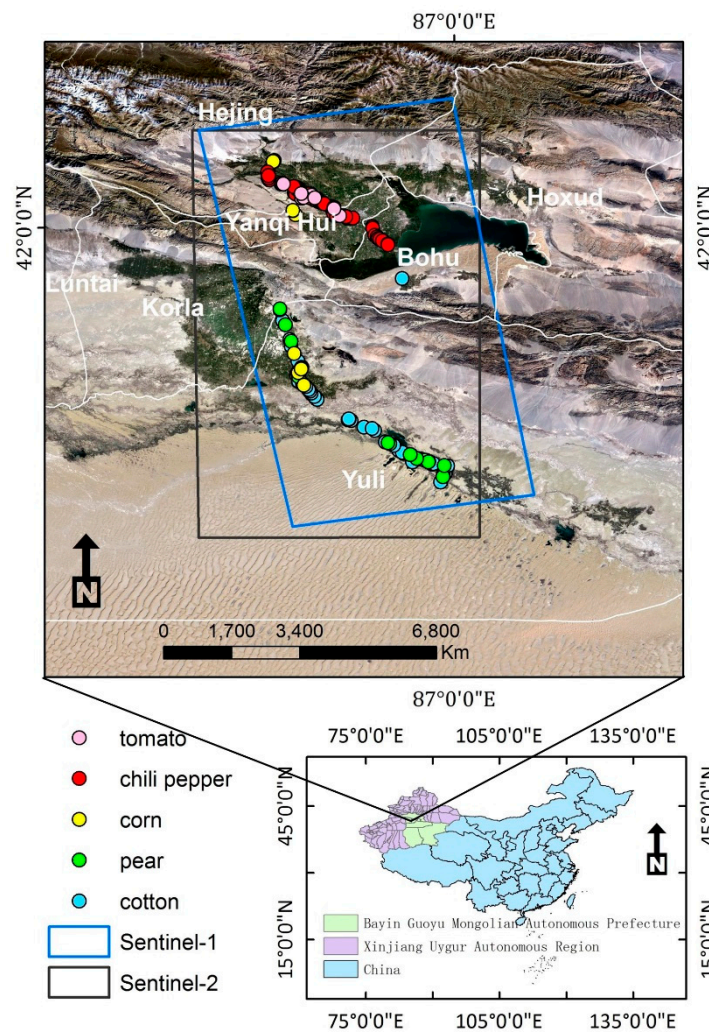 87°0'0"E
Hejing
Hoxud
42°0'0"N
42°0'0"N
Yanqi Hui
Bohu
Luntai
Korla
Yuli
N
0 1,700 3,400 6,800
Km
87°0'0"E
tomato
chili pepper
corn
pear
cotton
Sentinel-1
Sentinel-2
75°0'0"E 105°0'0"E 135°0'0"E
45°0'0"N
45°0'0"N
N
15°0'0"N
15°0'0"N
Bayin Guoyu Mongolian Autonomous Prefecture
Xinjiang Uygur Autonomous Region
China
75°0'0"E 105°0'0"E 135°0'0"E